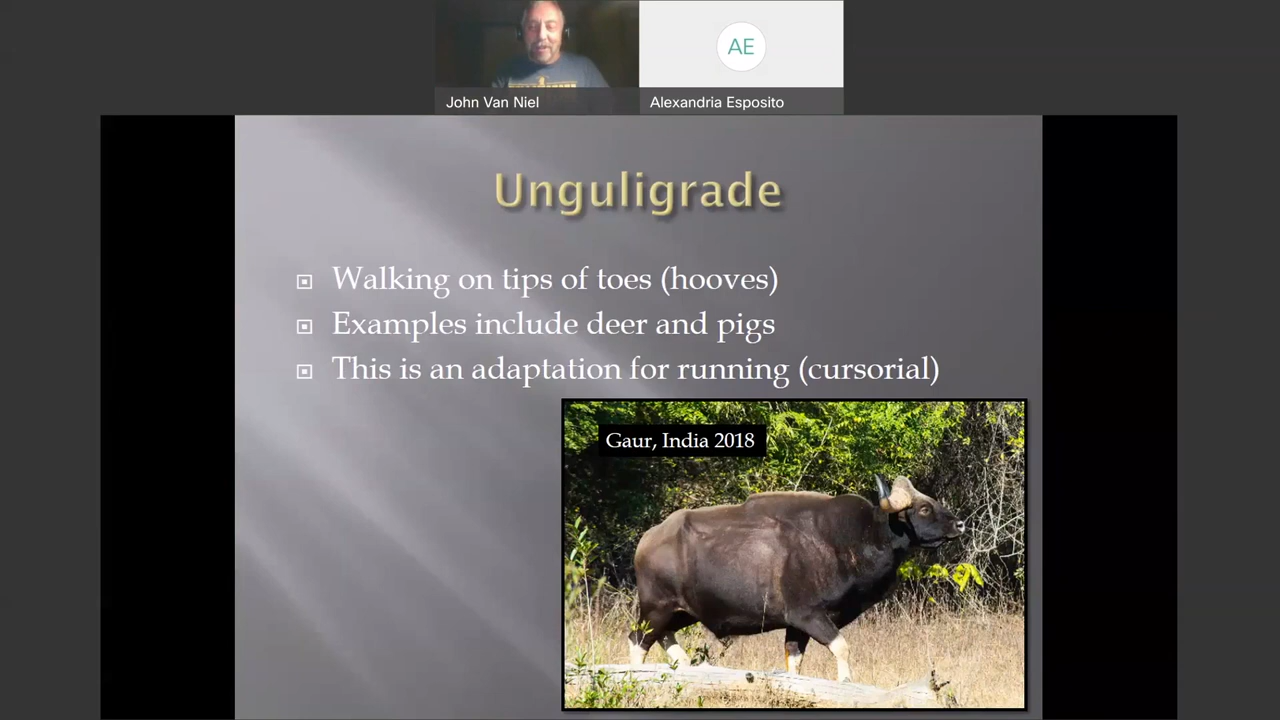 John Van Niel
AE
Alexandria Esposito
Unguligrade
Walking on tips of toes (hooves)
Examples include deer and pigs
This is an adaptation for running (cursorial)
Gaur, India 2018